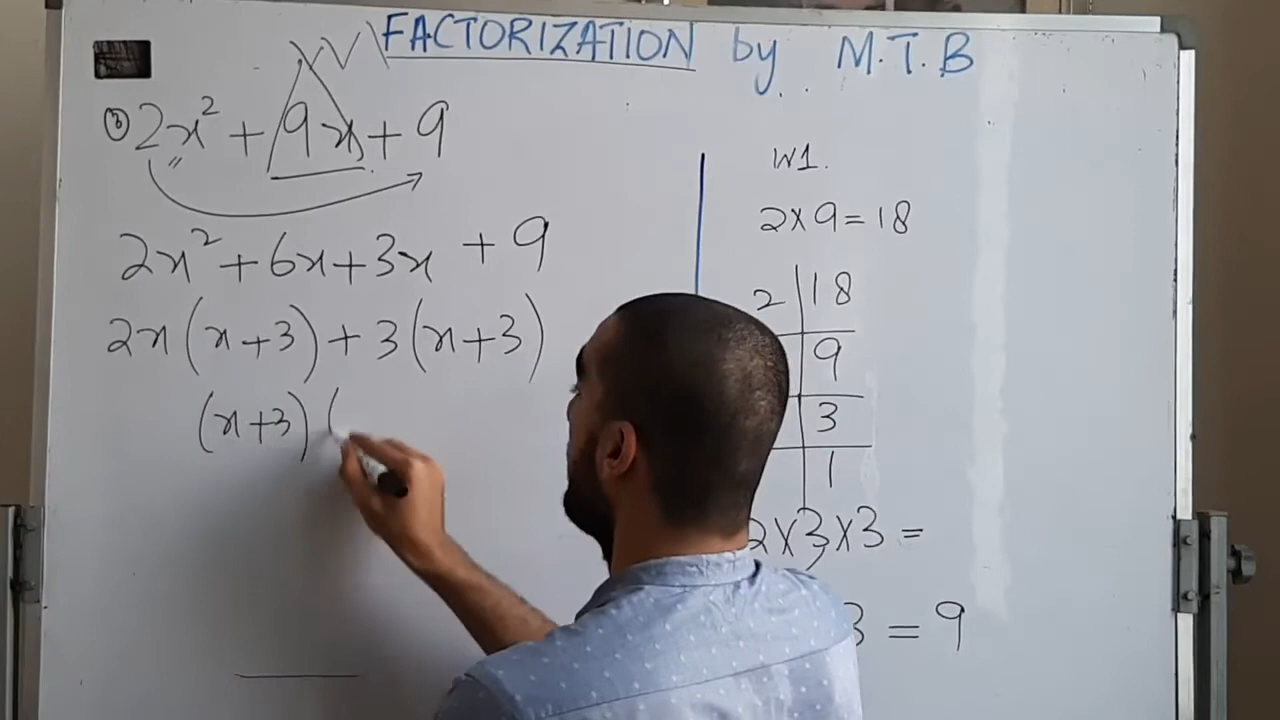 FACTORIZATION by M.T.B
③ 2x² + 9x + 9
2x² + 6x + 3x + 9
2x(x+3) + 3(x+3)
(x+3)(
W1.
2×9=18
2 | 18
9
3
1
2×3×3 =
3 = 9